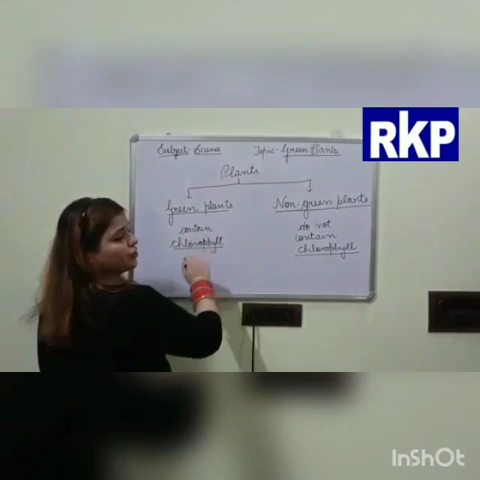 RKP
Subject- Science Topic- Green Plants
Plants
Green plants Non-green plants
contain do not
chlorophyll contain
chlorophyll
InShOt